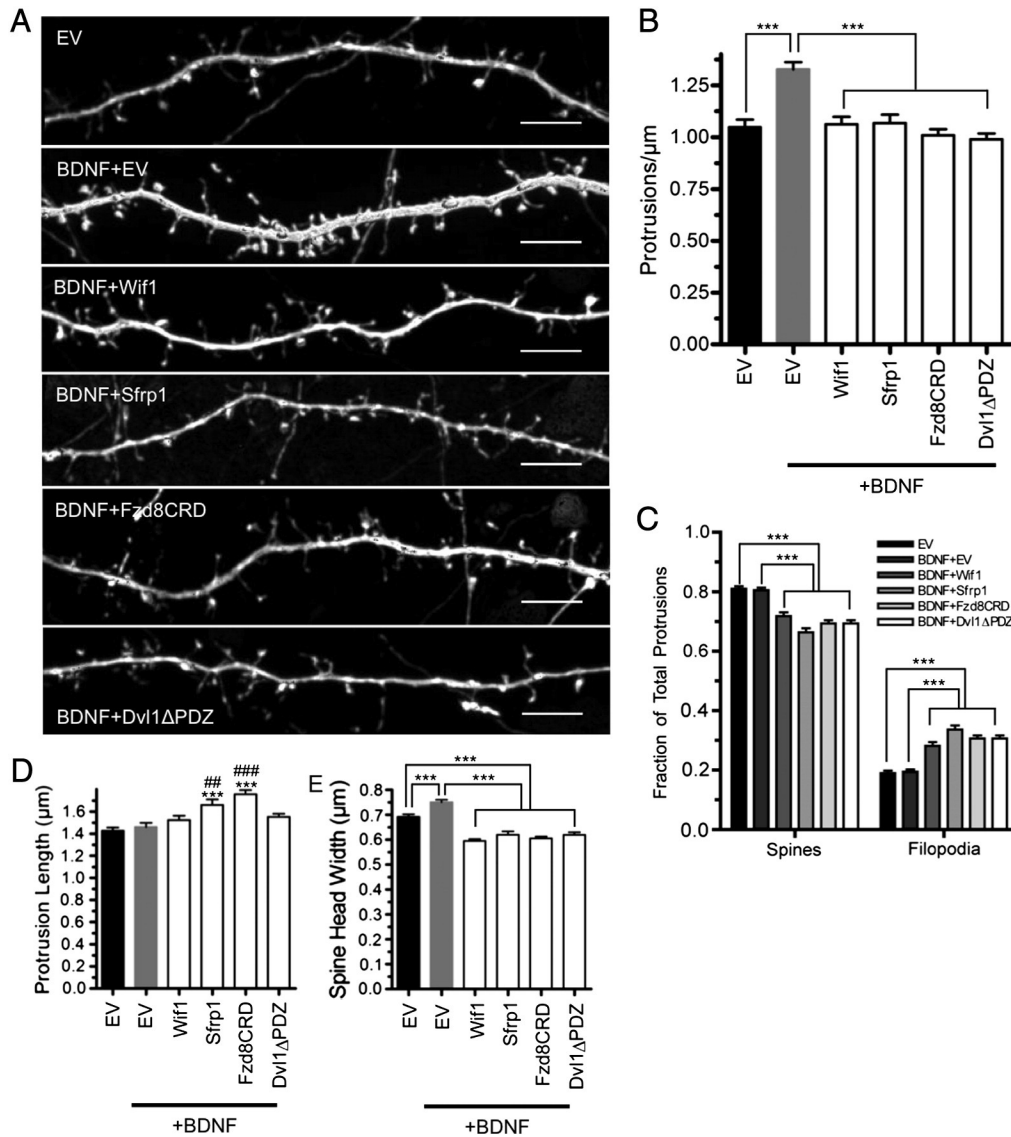 A
EV
BDNF+EV
BDNF+Wif1
BDNF+Sfrp1
BDNF+Fzd8CRD
BDNF+Dvl1ΔPDZ
B
***
***
Protrusions/µm
1.25
1.00
1.25
0.50
1.25
0.00
EV
EV
Wif1
Sfrp1
Fzd8CRD
Dvl1ΔPDZ
+BDNF
C
Fraction of Total Protrusions
1.0
0.8
0.6
0.4
0.2
0.0
***
***
***
***
EV
BDNF+EV
BDNF+Wif1
BDNF+Sfrp1
BDNF+Fzd8CRD
BDNF+Dvl1ΔPDZ
Spines
Filopodia
D
Protrusion Length (µm)
1.6
1.4
1.2
1.0
0.8
0.6
0.4
0.2
0.0
##
***
###
***
EV
EV
Wif1
Sfrp1
Fzd8CRD
Dvl1ΔPDZ
+BDNF
E
Spine Head Width (µm)
0.8
0.7
0.6
0.5
0.4
0.3
0.2
0.1
0.0
***
***
***
EV
EV
Wif1
Sfrp1
Fzd8CRD
Dvl1ΔPDZ
+BDNF